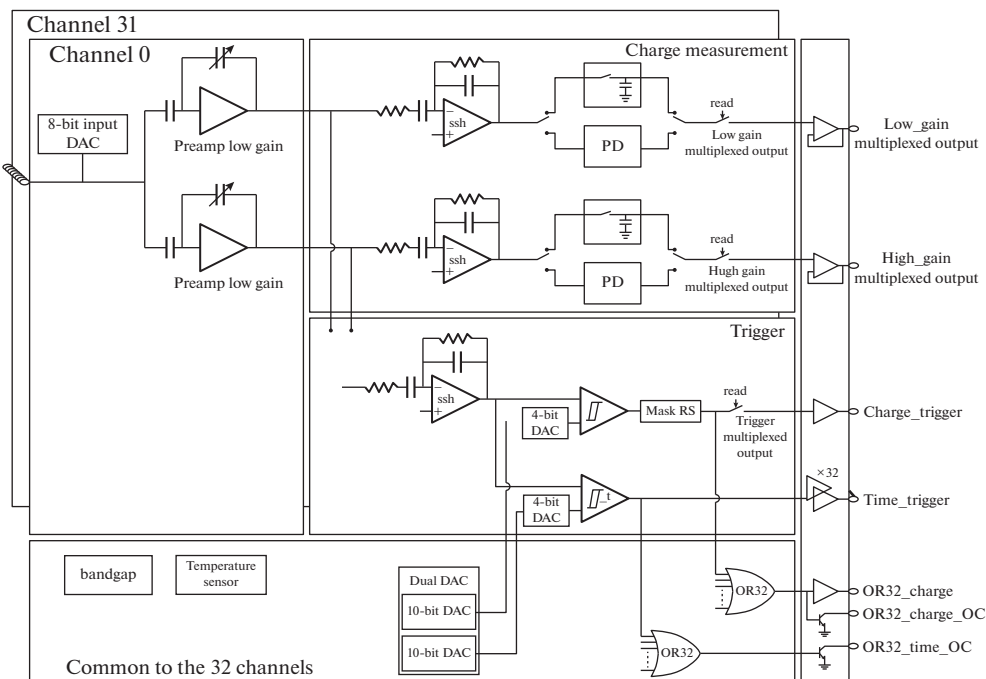 Channel 31
Channel 0
8-bit input
DAC
Preamp low gain
Preamp low gain
Charge measurement
ssh
PD
read
Low gain
multiplexed output
Low_gain
multiplexed output
ssh
PD
read
Hugh gain
multiplexed output
High_gain
multiplexed output
Trigger
ssh
4-bit
DAC
Mask RS
read
Trigger
multiplexed
output
Charge_trigger
4-bit
DAC
_t
×32
Time_trigger
bandgap
Temperature
sensor
Dual DAC
10-bit DAC
10-bit DAC
OR32
OR32_charge
OR32_charge_OC
OR32
OR32_time_OC
Common to the 32 channels